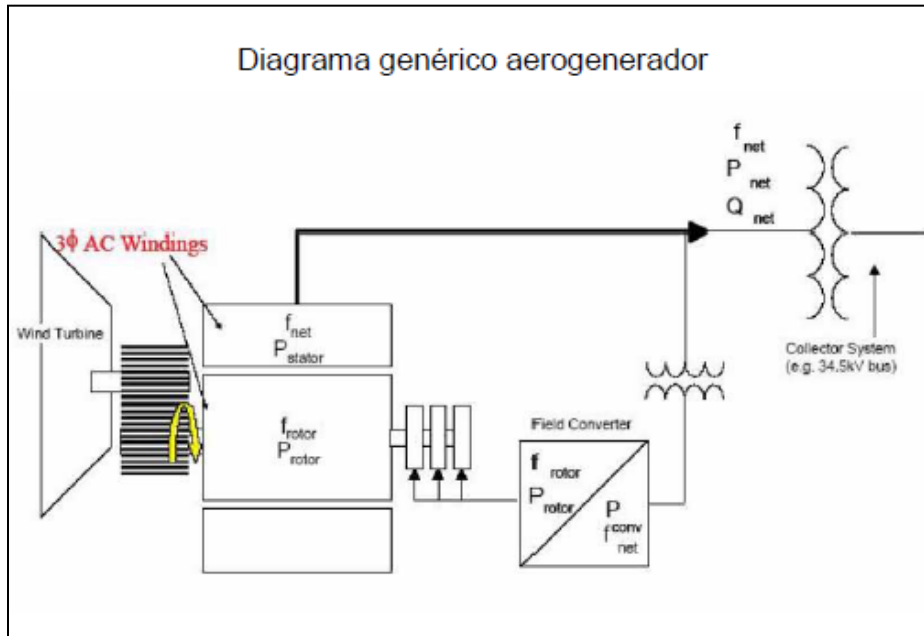 Diagrama genérico aerogenerador
f net
P net
Q net
3ϕ AC Windings
Wind Turbine
f net
P stator
Collector System
(e.g. 34.5kV bus)
f rotor
P rotor
Field Converter
f rotor
P rotor
P conv
f net